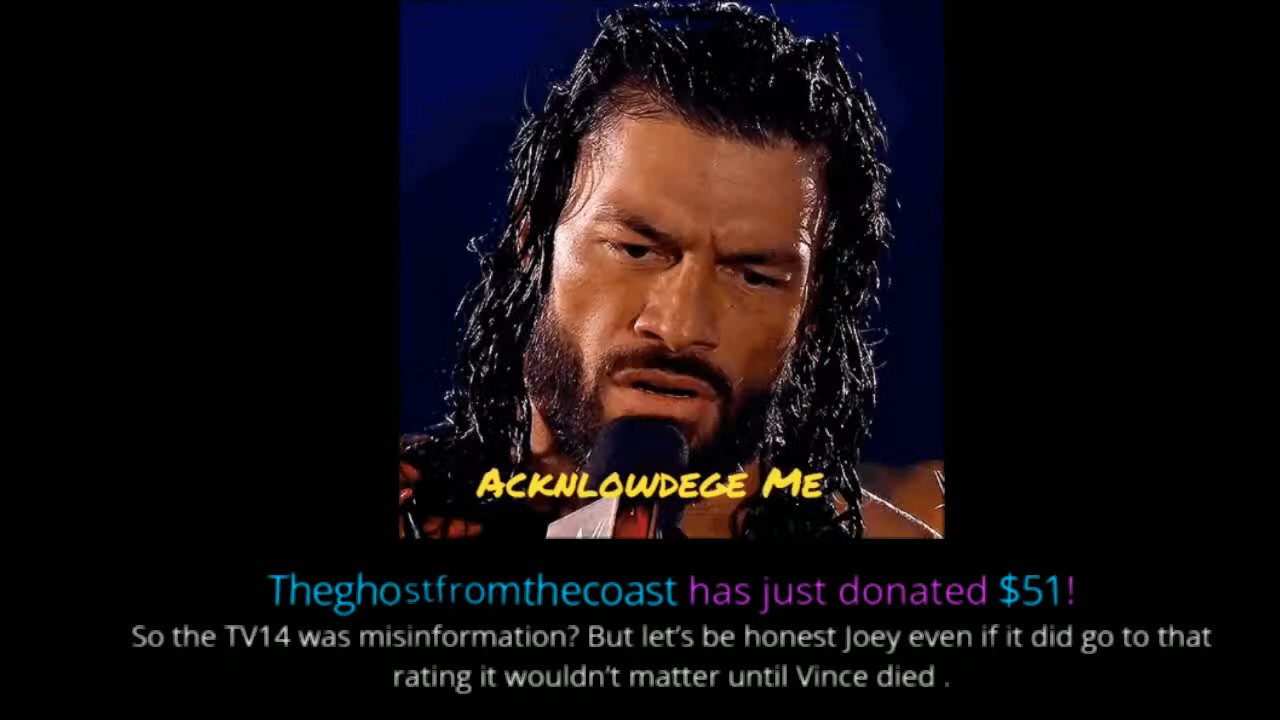 Acknlowdege Me
Theghostfromthecoast has just donated $51!
So the TV14 was misinformation? But let's be honest Joey even if it did go to that
rating it wouldn't matter until Vince died .